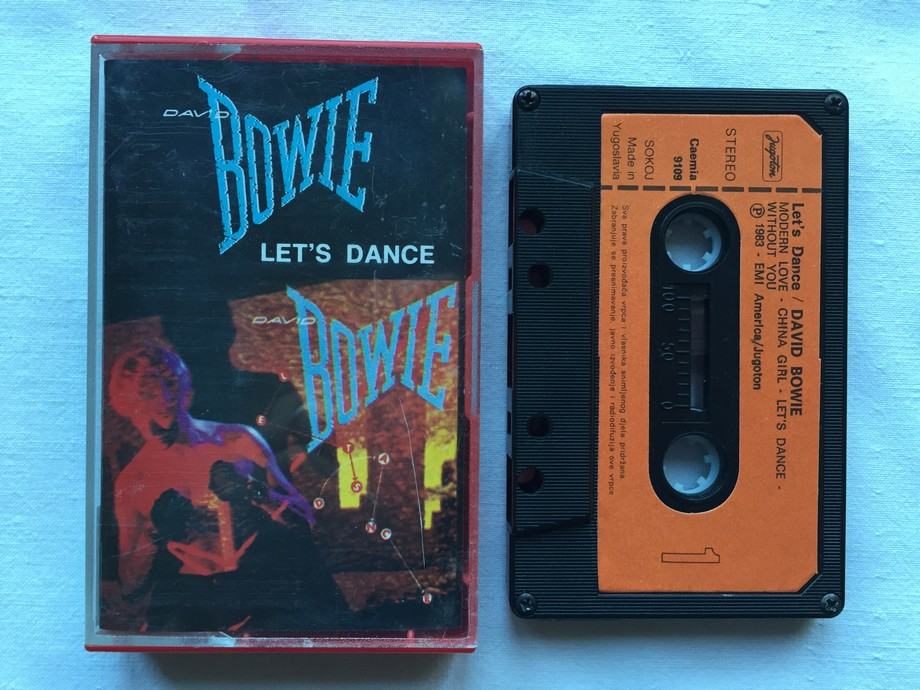 DAVID
BOWIE
LET'S DANCE
DAVID
BOWIE
L
E
T
S
D
A
N
C
E
Jugoton
STEREO
Caemia
9109
SOKOJ
Made in
Yugoslavia
Let's Dance / DAVID BOWIE
MODERN LOVE - CHINA GIRL - LET'S DANCE -
WITHOUT YOU
Ⓟ 1983 - EMI America/Jugoton
100 50 0
Sva prava proizvođača vrpce i vlasnika snimljenog djela pridržana.
Zabranjuje se presnimavanje, javno izvođenje i radiodifuzija ove vrpce
1